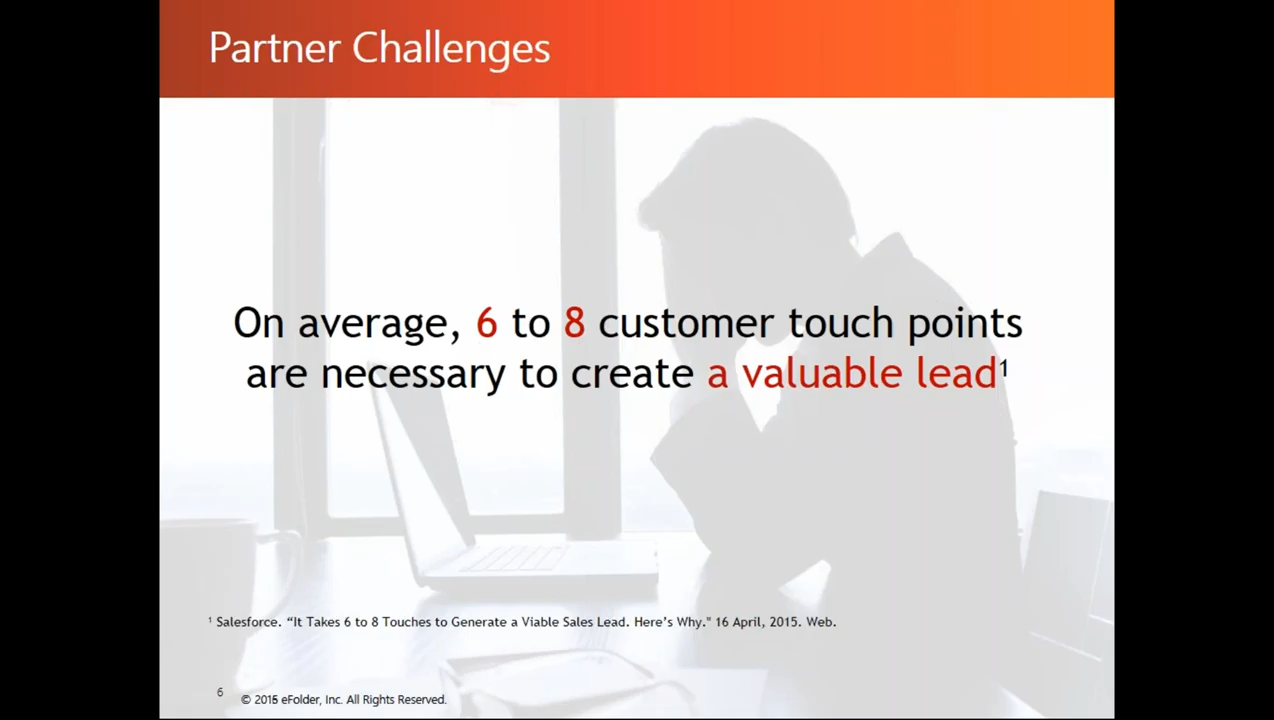 Partner Challenges
On average, 6 to 8 customer touch points
are necessary to create a valuable lead¹
¹ Salesforce. “It Takes 6 to 8 Touches to Generate a Viable Sales Lead. Here’s Why." 16 April, 2015. Web.
6
© 2015 eFolder, Inc. All Rights Reserved.